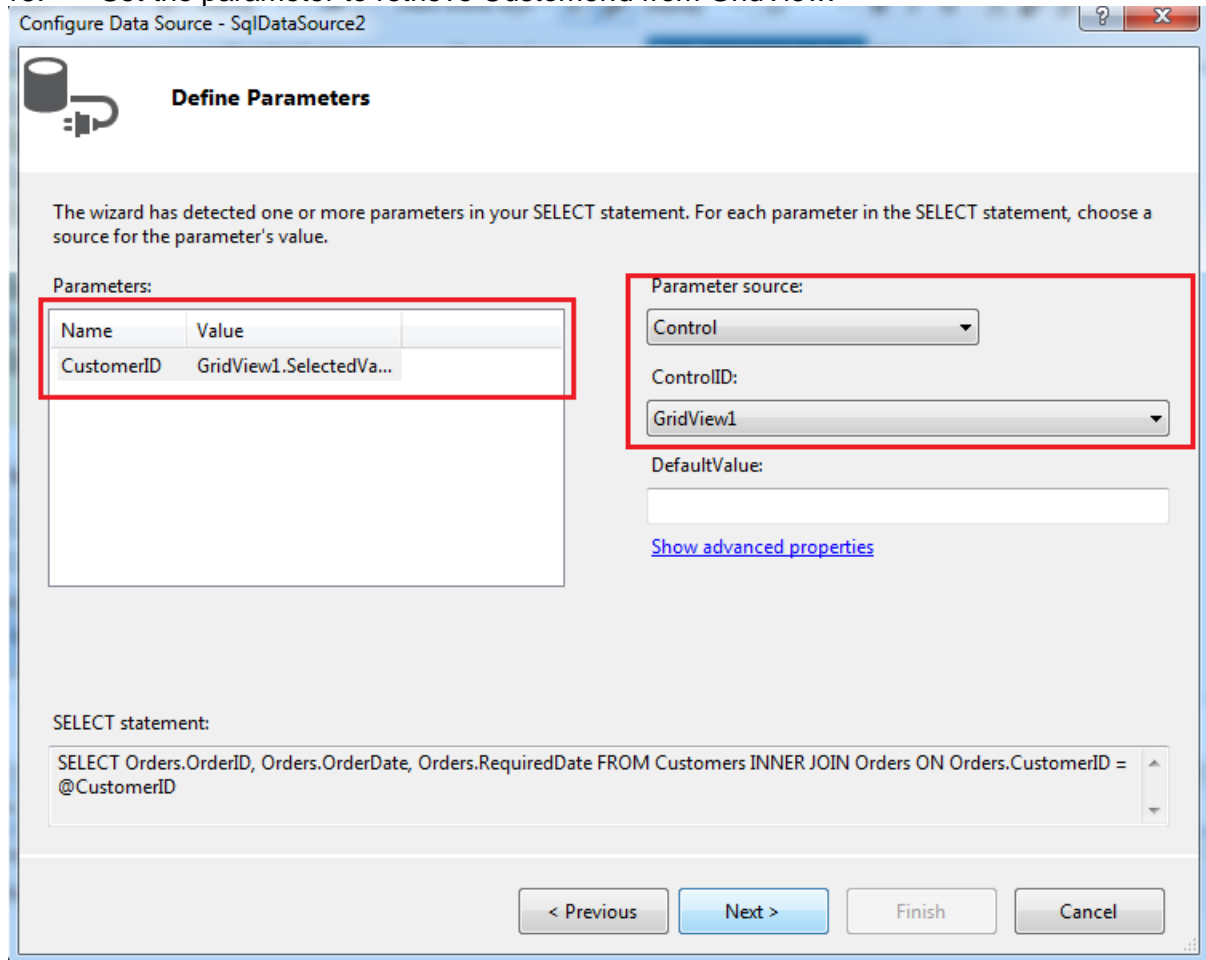 Configure Data Source - SqlDataSource2
? X
Define Parameters
The wizard has detected one or more parameters in your SELECT statement. For each parameter in the SELECT statement, choose a
source for the parameter's value.
Parameters:
Name Value
CustomerID GridView1.SelectedVa...
Parameter source:
Control
ControlID:
GridView1
DefaultValue:
Show advanced properties
SELECT statement:
SELECT Orders.OrderID, Orders.OrderDate, Orders.RequiredDate FROM Customers INNER JOIN Orders ON Orders.CustomerID =
@CustomerID
< Previous
Next >
Finish
Cancel